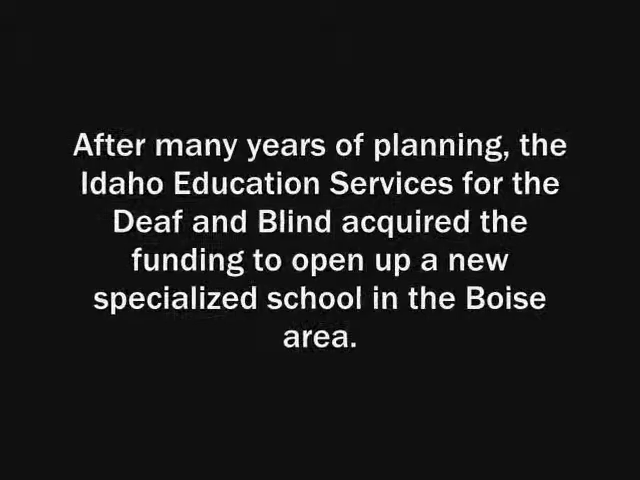 After many years of planning, the
Idaho Education Services for the
Deaf and Blind acquired the
funding to open up a new
specialized school in the Boise
area.